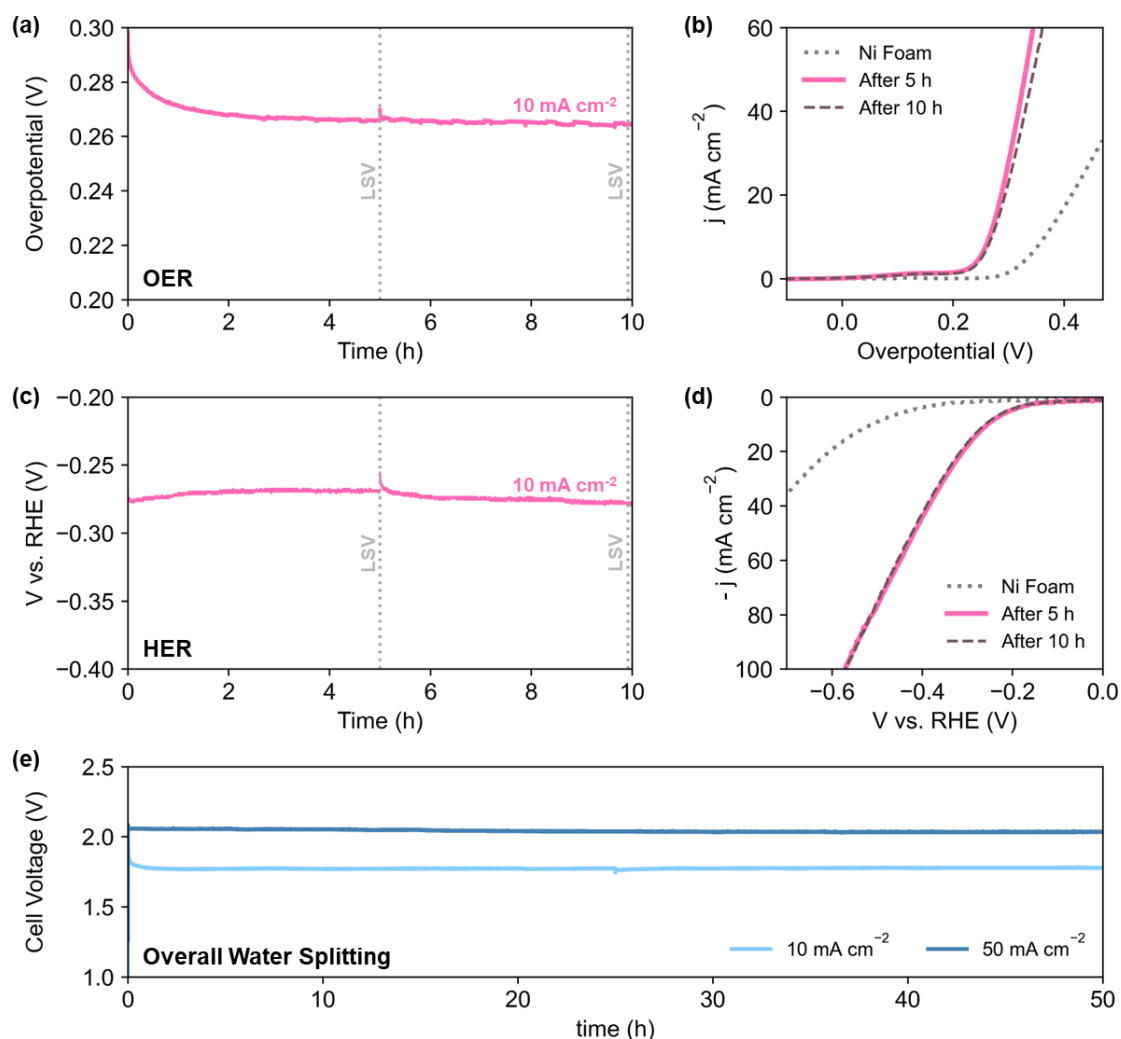 (a)
0.30
0.28
0.26
0.24
0.22
0.20
Overpotential (V)
10 mA cm⁻²
LSV
LSV
OER
0
2
4
6
8
10
Time (h)
(b)
60
40
20
0
j (mA cm⁻²)
Ni Foam
After 5 h
After 10 h
0.0
0.2
0.4
Overpotential (V)
(c)
−0.20
−0.25
−0.30
−0.35
−0.40
V vs. RHE (V)
10 mA cm⁻²
LSV
LSV
HER
0
2
4
6
8
10
Time (h)
(d)
0
20
40
60
80
100
- j (mA cm⁻²)
Ni Foam
After 5 h
After 10 h
−0.6
−0.4
−0.2
0.0
V vs. RHE (V)
(e)
2.5
2.0
1.5
1.0
Cell Voltage (V)
Overall Water Splitting
10 mA cm⁻²
50 mA cm⁻²
0
10
20
30
40
50
time (h)